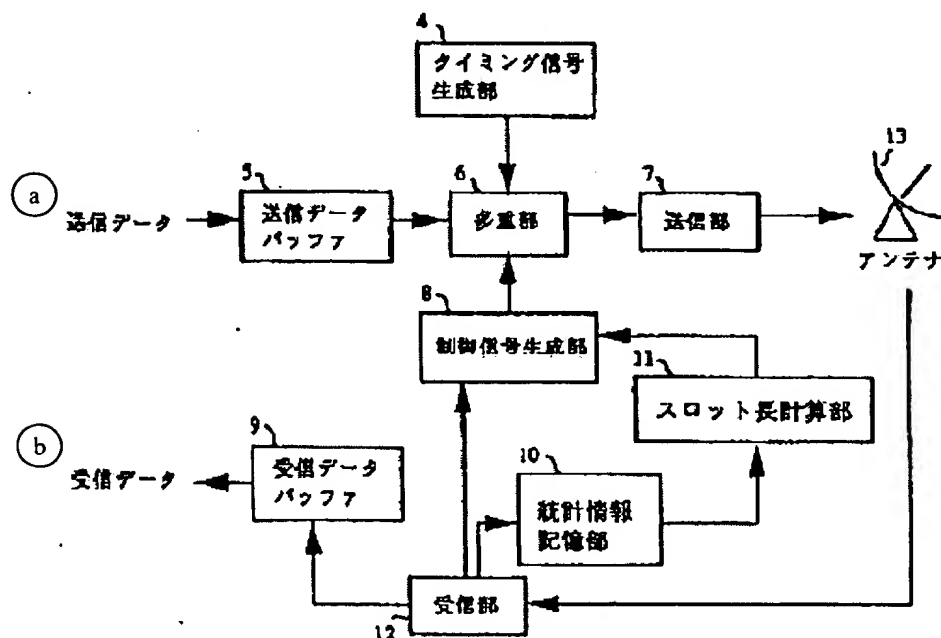 4
タイミング信号
生成部
13
a
5
6
7
送信データ
送信データ
バッファ
多重部
送信部
アンテナ
8
制御信号生成部
11
スロット長計算部
b
9
10
受信データ
受信データ
バッファ
統計情報
記憶部
受信部
12